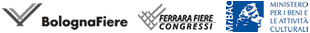 BolognaFiere
FERRARA FIERE
CONGRESSI
MIBAC
MINISTERO
PER I BENI E
LE ATTIVITÀ
CULTURALI